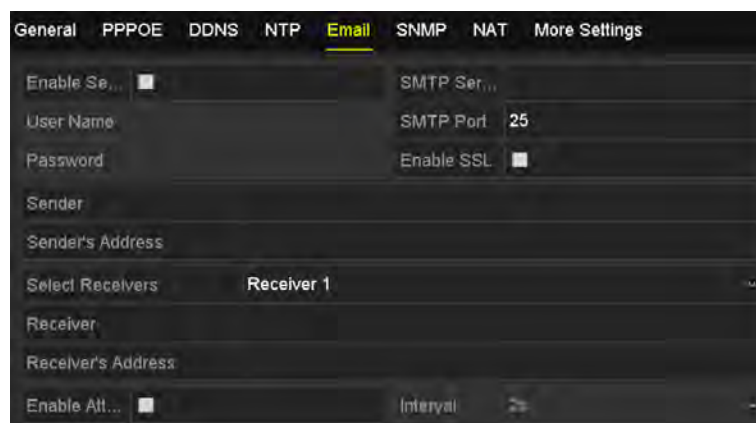 General PPPOE DDNS NTP Email SNMP NAT More Settings
Enable Se... SMTP Ser...
User Name SMTP Port 25
Password Enable SSL
Sender
Sender's Address
Select Receivers Receiver 1
Receiver
Receiver's Address
Enable Att... Interval 2s